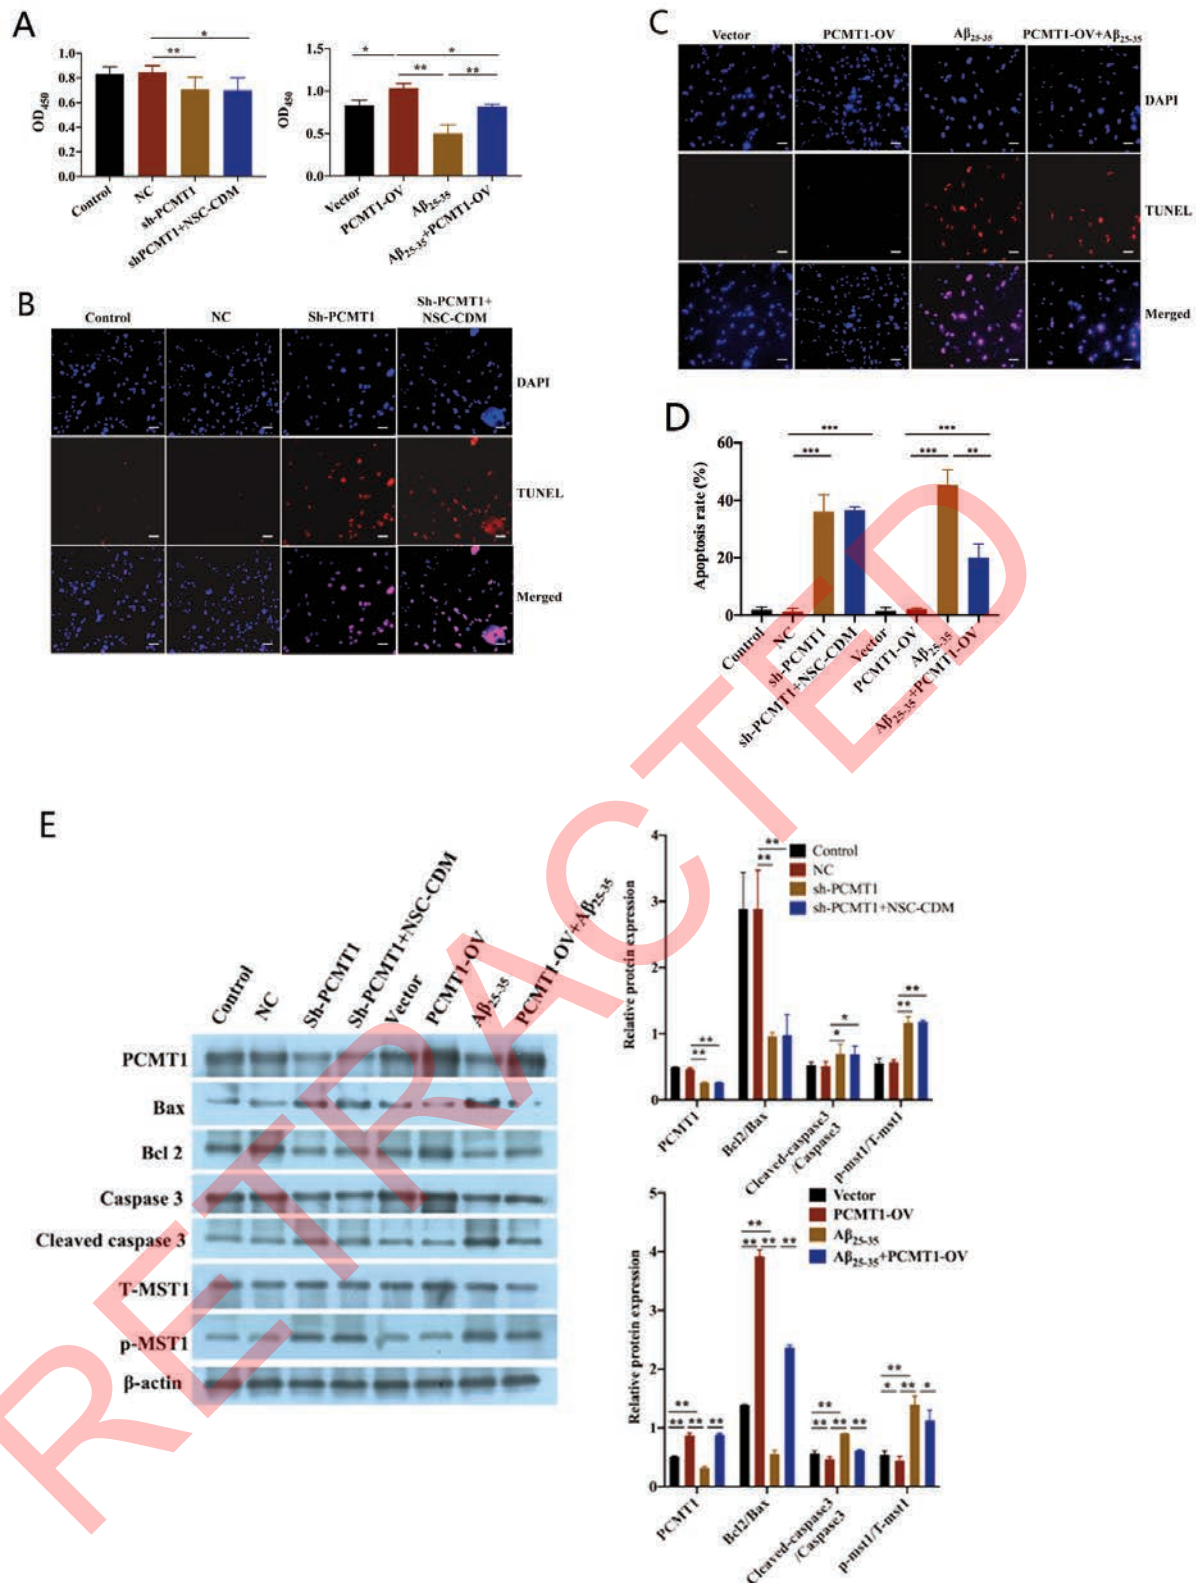 A
OD450
1.0
0.8
0.6
0.4
0.2
0.0
*
**
Control
NC
sh-PCMT1
shPCMT1+NSC-CDM
OD450
1.5
1.0
0.5
0.0
* *
** **
Vector
PCMT1-OV
Aβ25-35
Aβ25-35+PCMT1-OV
B
Control NC Sh-PCMT1 Sh-PCMT1+
NSC-CDM
DAPI
TUNEL
Merged
C
Vector PCMT1-OV Aβ25-35 PCMT1-OV+Aβ25-35
DAPI
TUNEL
Merged
D
Apoptosis rate (%)
60
40
20
0
*** ***
*** *** **
Control
NC
sh-PCMT1
sh-PCMT1+NSC-CDM
Vector
PCMT1-OV
Aβ25-35
Aβ25-35+PCMT1-OV
E
Control
NC
Sh-PCMT1
Sh-PCMT1+NSC-CDM
Vector
PCMT1-OV
Aβ25-35
PCMT1-OV+Aβ25-35
PCMT1
Bax
Bcl 2
Caspase 3
Cleaved caspase 3
T-MST1
p-MST1
β-actin
Relative protein expression
4
3
2
1
0
Control
NC
sh-PCMT1
sh-PCMT1+NSC-CDM
**
**
**
**
*
*
**
**
PCMT1
Bcl2/Bax
Cleaved-caspase3
/Caspase3
p-mst1/T-mst1
Relative protein expression
5
4
3
2
1
0
Vector
PCMT1-OV
Aβ25-35
Aβ25-35+PCMT1-OV
**
** ** **
**
** ** **
**
** ** **
**
* ** *
PCMT1
Bcl2/Bax
Cleaved-caspase3
/Caspase3
p-mst1/T-mst1
RETRACTED